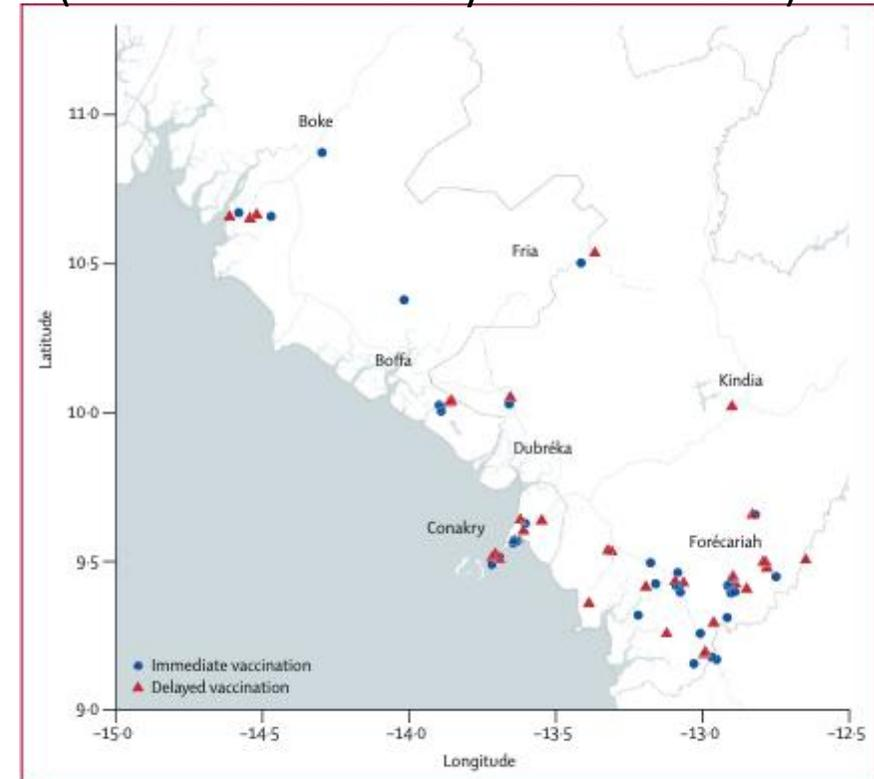 11·0
Boke
10·5
Fria
Latitude
Boffa
Kindia
10·0
Dubréka
Conakry
Forécariah
9·5
Immediate vaccination
Delayed vaccination
9·0
–15·0 –14·5 –14·0 –13·5 –13·0 –12·5
Longitude